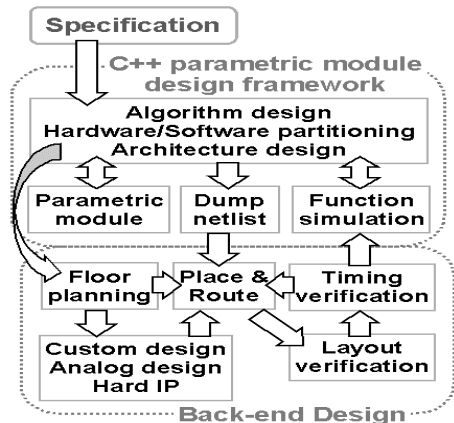 Specification
C++ parametric module
design framework
Algorithm design
Hardware/Software partitioning
Architecture design
Parametric
module
Dump
netlist
Function
simulation
Floor
planning
Place &
Route
Timing
verification
Custom design
Analog design
Hard IP
Layout
verification
Back-end Design